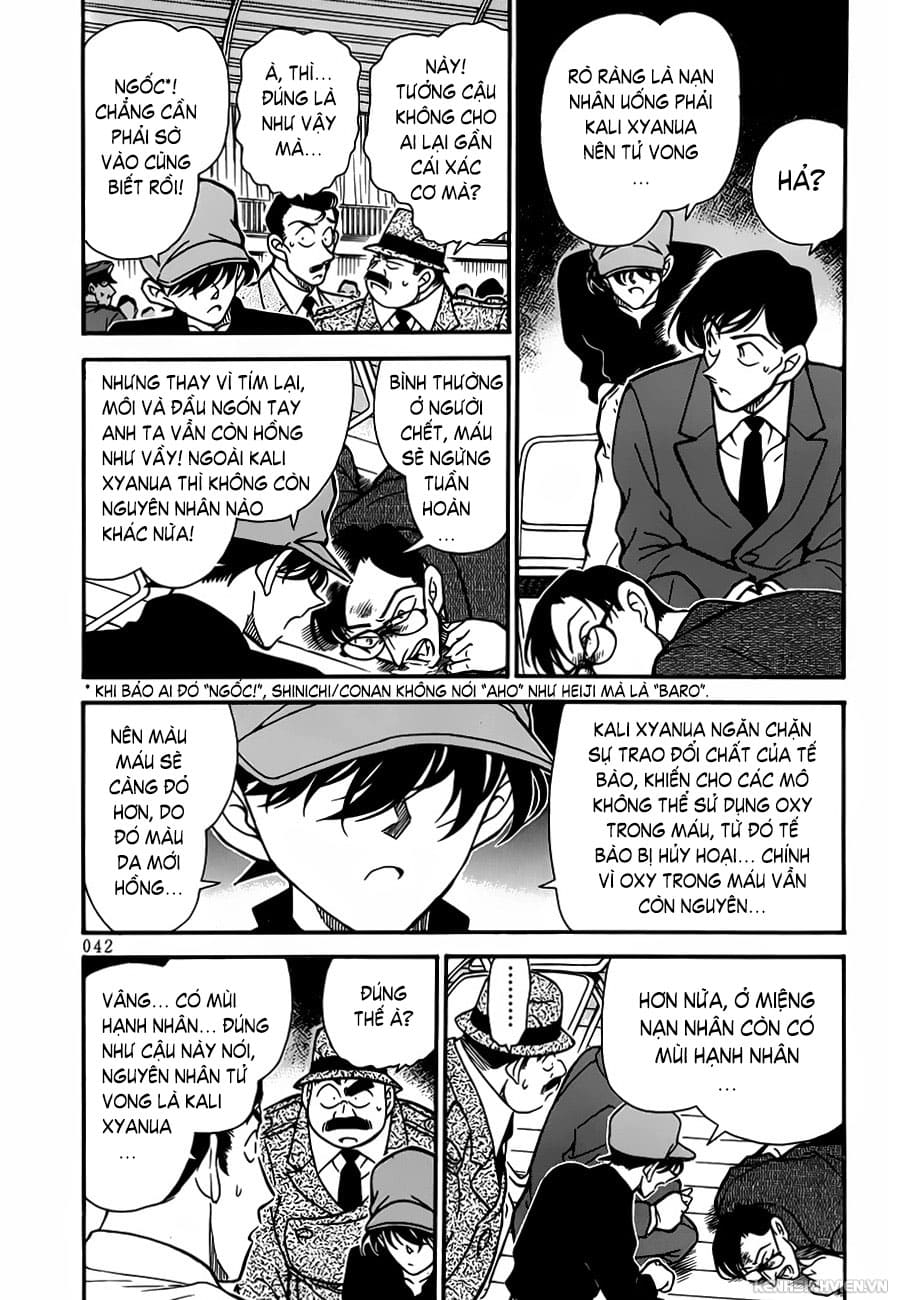 RÕ RÀNG LÀ NẠN
NHÂN UỐNG PHẢI
KALI XYANUA
NÊN TỬ VONG
...
HẢ?
NÀY!
TƯỞNG CẬU
KHÔNG CHO
AI LẠI GẦN
CÁI XÁC
CƠ MÀ?
À, THÌ...
ĐÚNG LÀ
NHƯ VẬY
MÀ...
NGỐC*!
CHẲNG CẦN
PHẢI SỜ
VÀO CŨNG
BIẾT RỒI!
BÌNH THƯỜNG
Ở NGƯỜI
CHẾT, MÁU
SẼ NGỪNG
TUẦN
HOÀN
...
NHƯNG THAY VÌ TÍM LẠI,
MÔI VÀ ĐẦU NGÓN TAY
ANH TA VẪN CÒN HỒNG
NHƯ VẦY! NGOÀI KALI
XYANUA THÌ KHÔNG CÒN
NGUYÊN NHÂN NÀO
KHÁC NỮA!
* KHI BẢO AI ĐÓ "NGỐC!", SHINICHI/CONAN KHÔNG NÓI "AHO" NHƯ HEIJI MÀ LÀ "BARO".
KALI XYANUA NGĂN CHẶN
SỰ TRAO ĐỔI CHẤT CỦA TẾ
BÀO, KHIẾN CHO CÁC MÔ
KHÔNG THỂ SỬ DỤNG OXY
TRONG MÁU, TỪ ĐÓ TẾ
BÀO BỊ HỦY HOẠI... CHÍNH
VÌ OXY TRONG MÁU VẪN
CÒN NGUYÊN...
NÊN MÀU
MÁU SẼ
CÀNG ĐỎ
HƠN, DO
ĐÓ MÀU
DA MỚI
HỒNG...
042
HƠN NỮA, Ở MIỆNG
NẠN NHÂN CÒN CÓ
MÙI HẠNH NHÂN
...
........
ĐÚNG
THẾ À?
VÂNG... CÓ MÙI
HẠNH NHÂN... ĐÚNG
NHƯ CẬU NÀY NÓI,
NGUYÊN NHÂN TỬ
VONG LÀ KALI
XYANUA
...
KENHSINHVIEN.VN